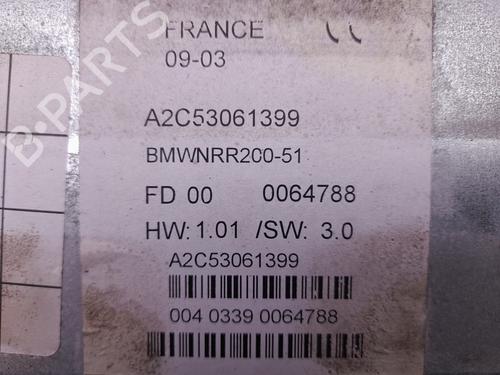 FRANCE
09-03
A2C53061399
BMWNRR200-51
FD 00 0064788
HW: 1.01 /SW: 3.0
A2C53061399
004 0339 0064788
B-PARTS